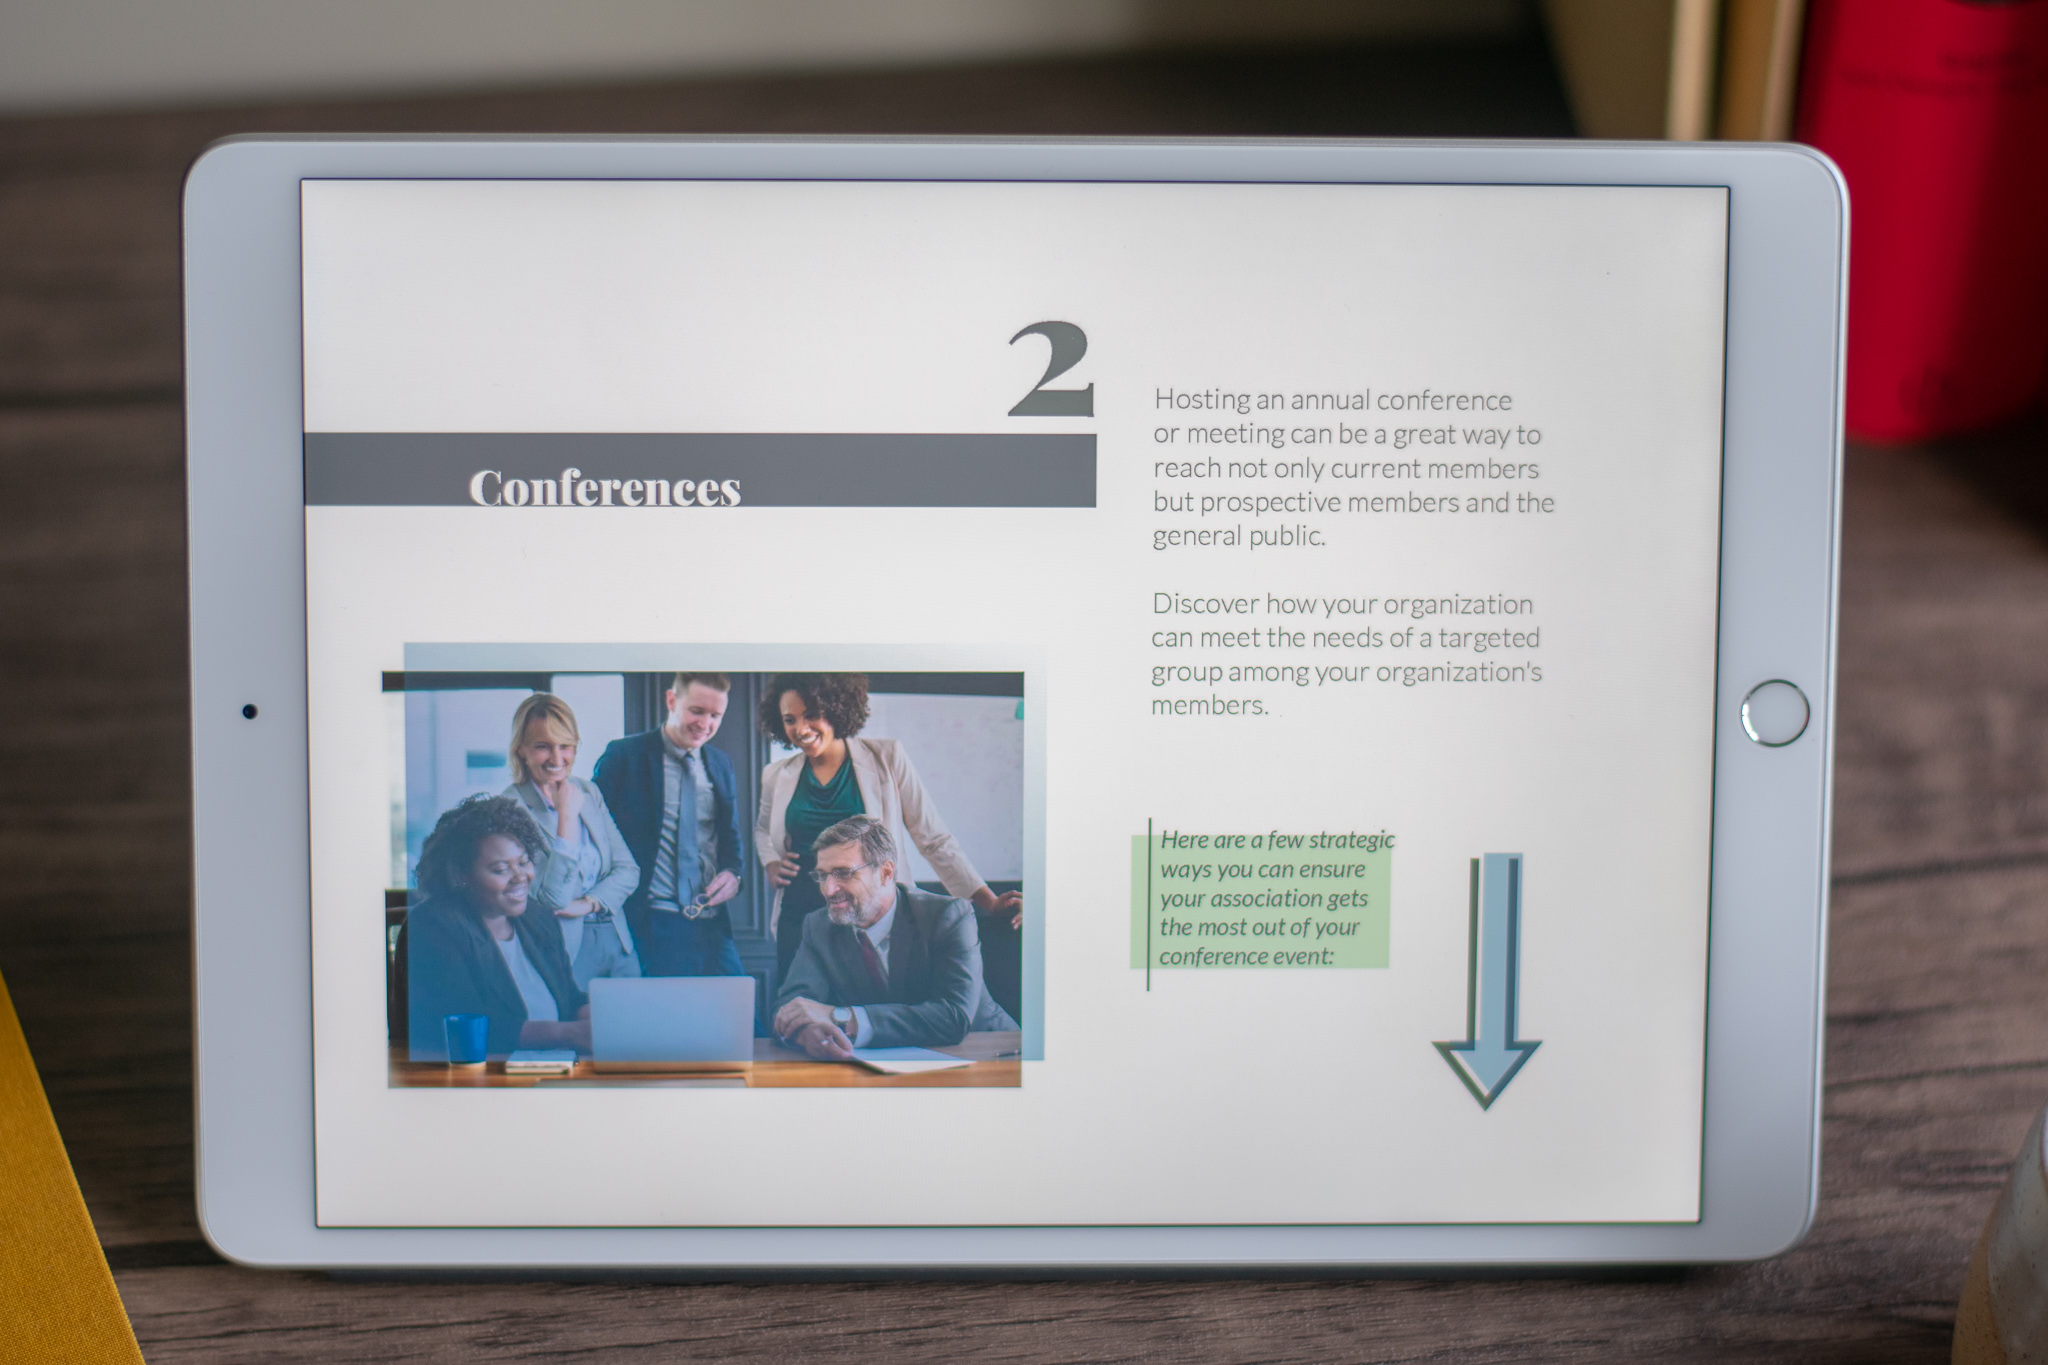 2
Conferences
Hosting an annual conference
or meeting can be a great way to
reach not only current members
but prospective members and the
general public.
Discover how your organization
can meet the needs of a targeted
group among your organization's
members.
Here are a few strategic
ways you can ensure
your association gets
the most out of your
conference event: